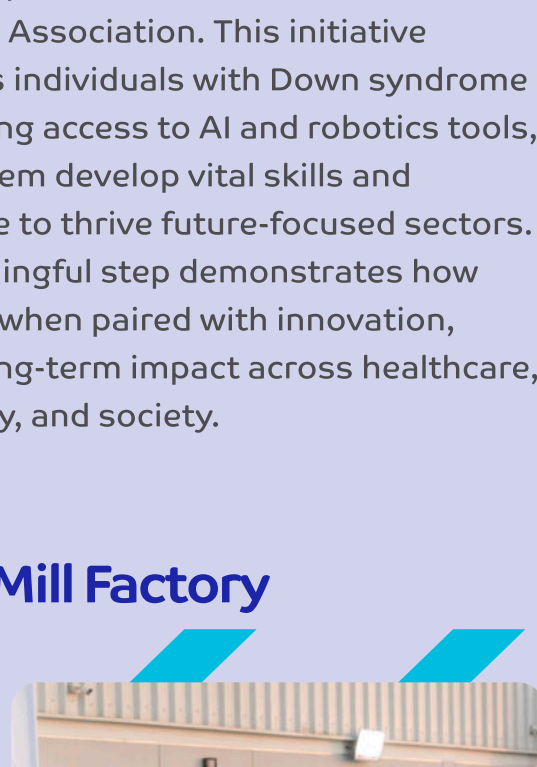 Association. This initiative
s individuals with Down syndrome
ng access to AI and robotics tools,
em develop vital skills and
e to thrive future-focused sectors.
ingful step demonstrates how
when paired with innovation,
ng-term impact across healthcare,
y, and society.
Mill Factory